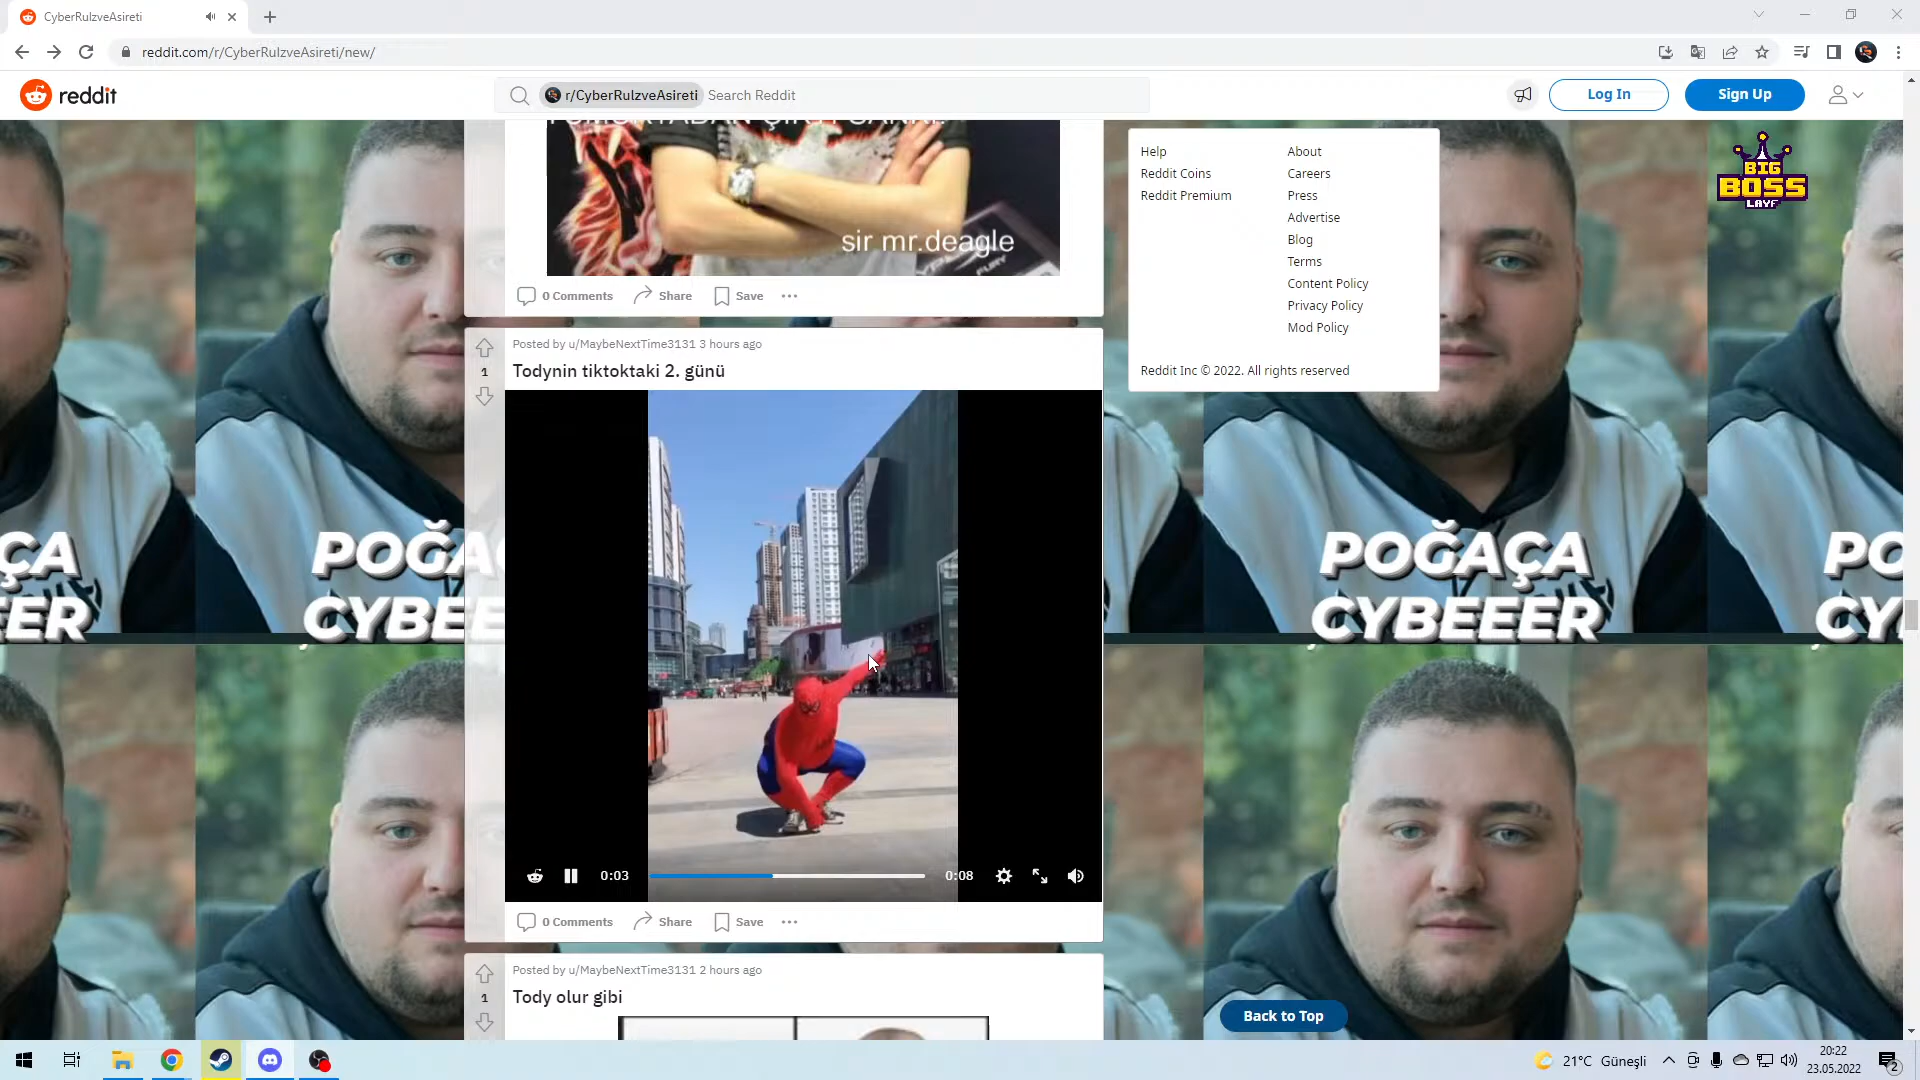 CyberRulzveAsireti
reddit.com/r/CyberRulzveAsireti/new/
reddit
r/CyberRulzveAsireti Search Reddit
Log In
Sign Up
sir mr.deagle
0 Comments Share Save
Help
Reddit Coins
Reddit Premium
About
Careers
Press
Advertise
Blog
Terms
Content Policy
Privacy Policy
Mod Policy
Reddit Inc © 2022. All rights reserved
BIG
BOSS
LAYF
Posted by u/MaybeNextTime3131 3 hours ago
1
Todynin tiktoktaki 2. günü
POĞAÇA
CYBEEER
0:03
0:08
0 Comments Share Save
Posted by u/MaybeNextTime3131 2 hours ago
1
Tody olur gibi
Back to Top
21°C Güneşli
20:22
23.05.2022
2